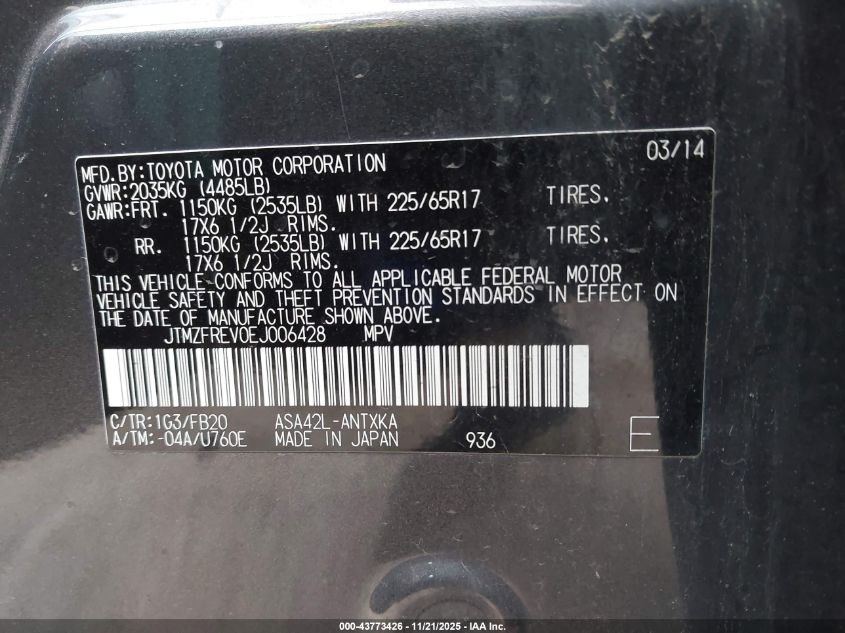 MFD.BY:TOYOTA MOTOR CORPORATION 03/14
GVWR:2035KG (4485LB)
GAWR:FRT. 1150KG (2535LB) WITH 225/65R17 TIRES.
17X6 1/2J RIMS.
RR. 1150KG (2535LB) WITH 225/65R17 TIRES.
17X6 1/2J RIMS.
THIS VEHICLE CONFORMS TO ALL APPLICABLE FEDERAL MOTOR
VEHICLE SAFETY AND THEFT PREVENTION STANDARDS IN EFFECT ON
THE DATE OF MANUFACTURE SHOWN ABOVE.
JTMZFREV0EJ006428 MPV
C/TR:1G3/FB20 ASA42L-ANTXKA
A/TM:-04A/U760E MADE IN JAPAN 936 E
000-43773426 - 11/21/2025 - IAA Inc.